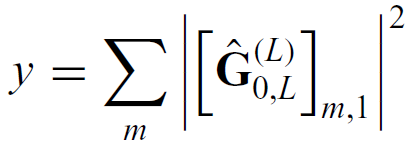 $y = \sum_{m} \left| \left[ \hat{\mathbf{G}}_{0,L}^{(L)} \right]_{m,1} \right|^2$